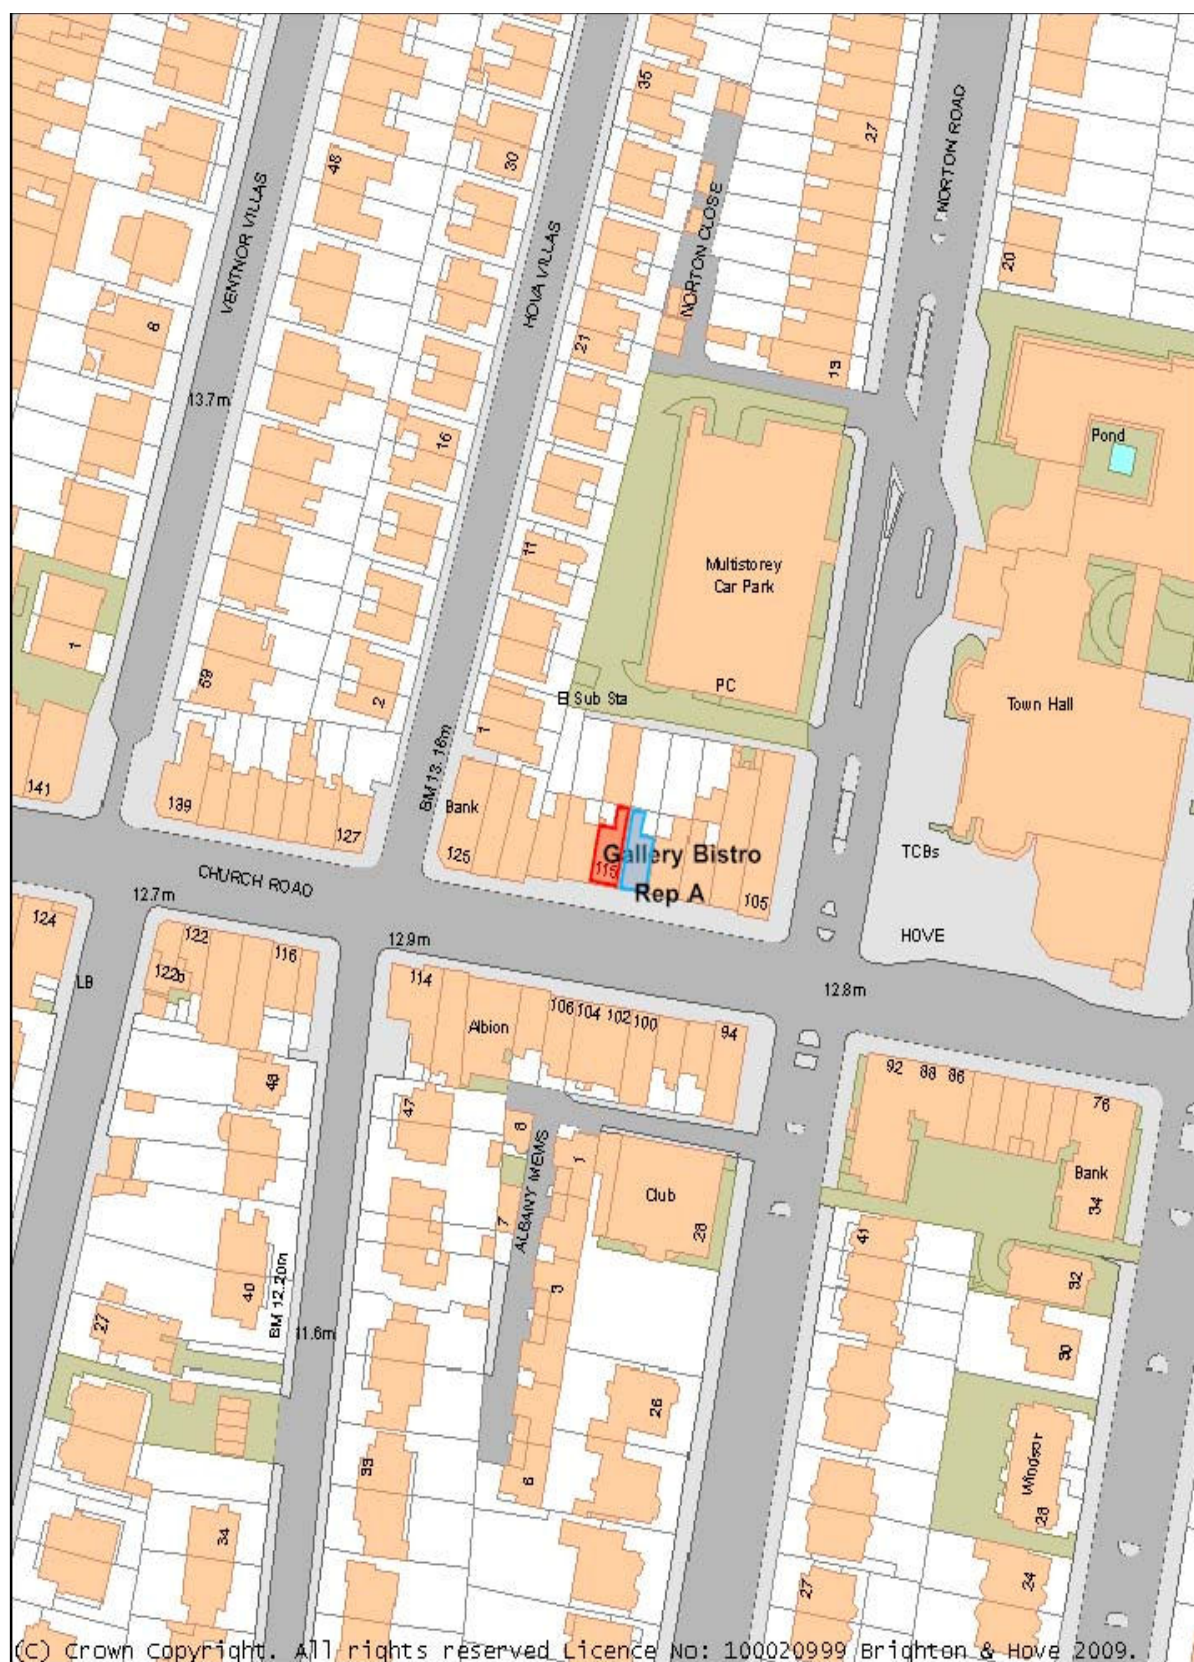 35
27
NORTON ROAD
48
30
NORTON CLOSE
VENTNOR VILLAS
HOVA VILLAS
20
8
21
13
13.7m
16
Pond
11
Multistorey
Car Park
1
59
2
1
El Sub Sta
PC
Town Hall
BM 13.16m
141
139
127
Bank
125
115
Gallery Bistro
Rep A
105
TCBs
HOVE
CHURCH ROAD
12.7m
124
122
116
12.9m
12.8m
122b
LB
114
Albion
106
104
102
100
94
92
88
86
76
48
47
8
1
ALBANY MEWS
Club
28
Bank
34
7
41
40
BM 12.20m
3
32
27
11.6m
30
26
33
6
Windsor
28
34
27
24
(c) Crown Copyright. All rights reserved Licence No: 100020999 Brighton & Hove 2009.